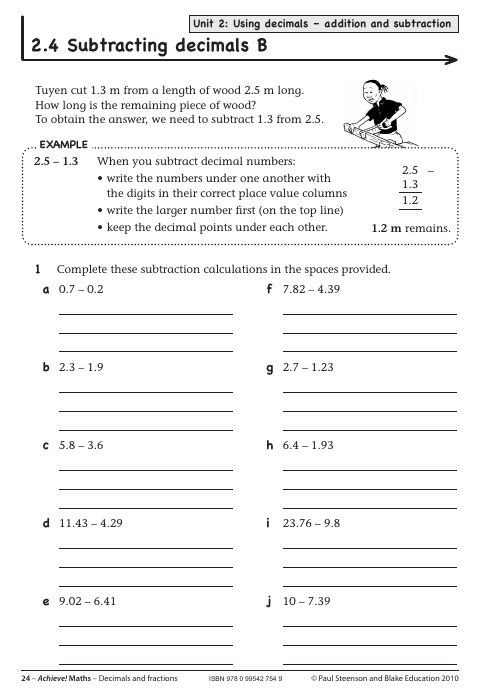 Unit 2: Using decimals – addition and subtraction
2.4 Subtracting decimals B
Tuyen cut 1.3 m from a length of wood 2.5 m long.
How long is the remaining piece of wood?
To obtain the answer, we need to subtract 1.3 from 2.5.
EXAMPLE
2.5 – 1.3
When you subtract decimal numbers:
• write the numbers under one another with
the digits in their correct place value columns
• write the larger number first (on the top line)
• keep the decimal points under each other.
2.5 –
1.3
1.2
1.2 m remains.
1 Complete these subtraction calculations in the spaces provided.
a 0.7 – 0.2
b 2.3 – 1.9
c 5.8 – 3.6
d 11.43 – 4.29
e 9.02 – 6.41
f 7.82 – 4.39
g 2.7 – 1.23
h 6.4 – 1.93
i 23.76 – 9.8
j 10 – 7.39
24 – Achieve! Maths – Decimals and fractions
ISBN 978 0 99542 754 9
© Paul Steenson and Blake Education 2010